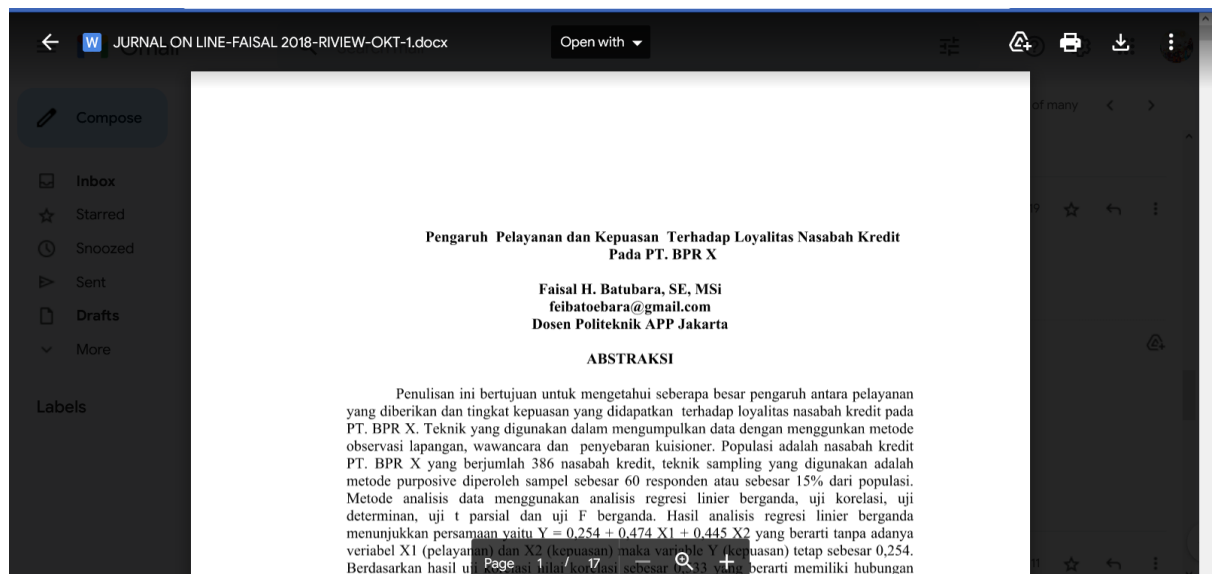 JURNAL ON LINE-FAISAL 2018-RIVIEW-OKT-1.docx
Open with
Compose
of many
Inbox
Starred
Snoozed
Sent
Drafts
More
Labels
Pengaruh Pelayanan dan Kepuasan Terhadap Loyalitas Nasabah Kredit
Pada PT. BPR X
Faisal H. Batubara, SE, MSi
feibatoebara@gmail.com
Dosen Politeknik APP Jakarta
ABSTRAKSI
Penulisan ini bertujuan untuk mengetahui seberapa besar pengaruh antara pelayanan
yang diberikan dan tingkat kepuasan yang didapatkan terhadap loyalitas nasabah kredit pada
PT. BPR X. Teknik yang digunakan dalam mengumpulkan data dengan menggunkan metode
observasi lapangan, wawancara dan penyebaran kuisioner. Populasi adalah nasabah kredit
PT. BPR X yang berjumlah 386 nasabah kredit, teknik sampling yang digunakan adalah
metode purposive diperoleh sampel sebesar 60 responden atau sebesar 15% dari populasi.
Metode analisis data menggunakan analisis regresi linier berganda, uji korelasi, uji
determinan, uji t parsial dan uji F berganda. Hasil analisis regresi linier berganda
menunjukkan persamaan yaitu Y = 0,254 + 0,474 X1 + 0,445 X2 yang berarti tanpa adanya
veriabel X1 (pelayanan) dan X2 (kepuasan) maka variable Y (kepuasan) tetap sebesar 0,254.
Berdasarkan hasil uji korelasi nilai korelasi sebesar yang berarti memiliki hubungan
Page 1 / 17